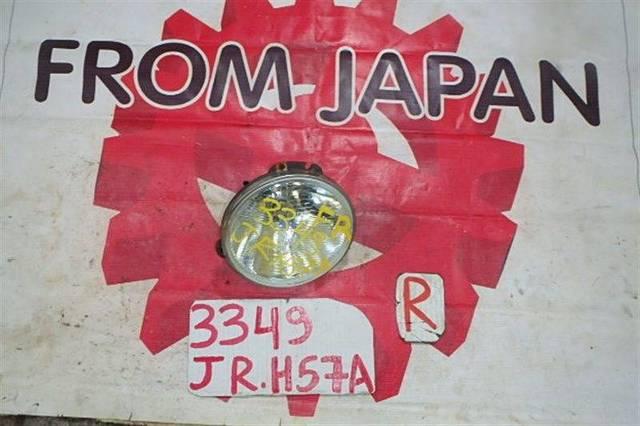 FROM JAPAN
R
3349
JR.H57A